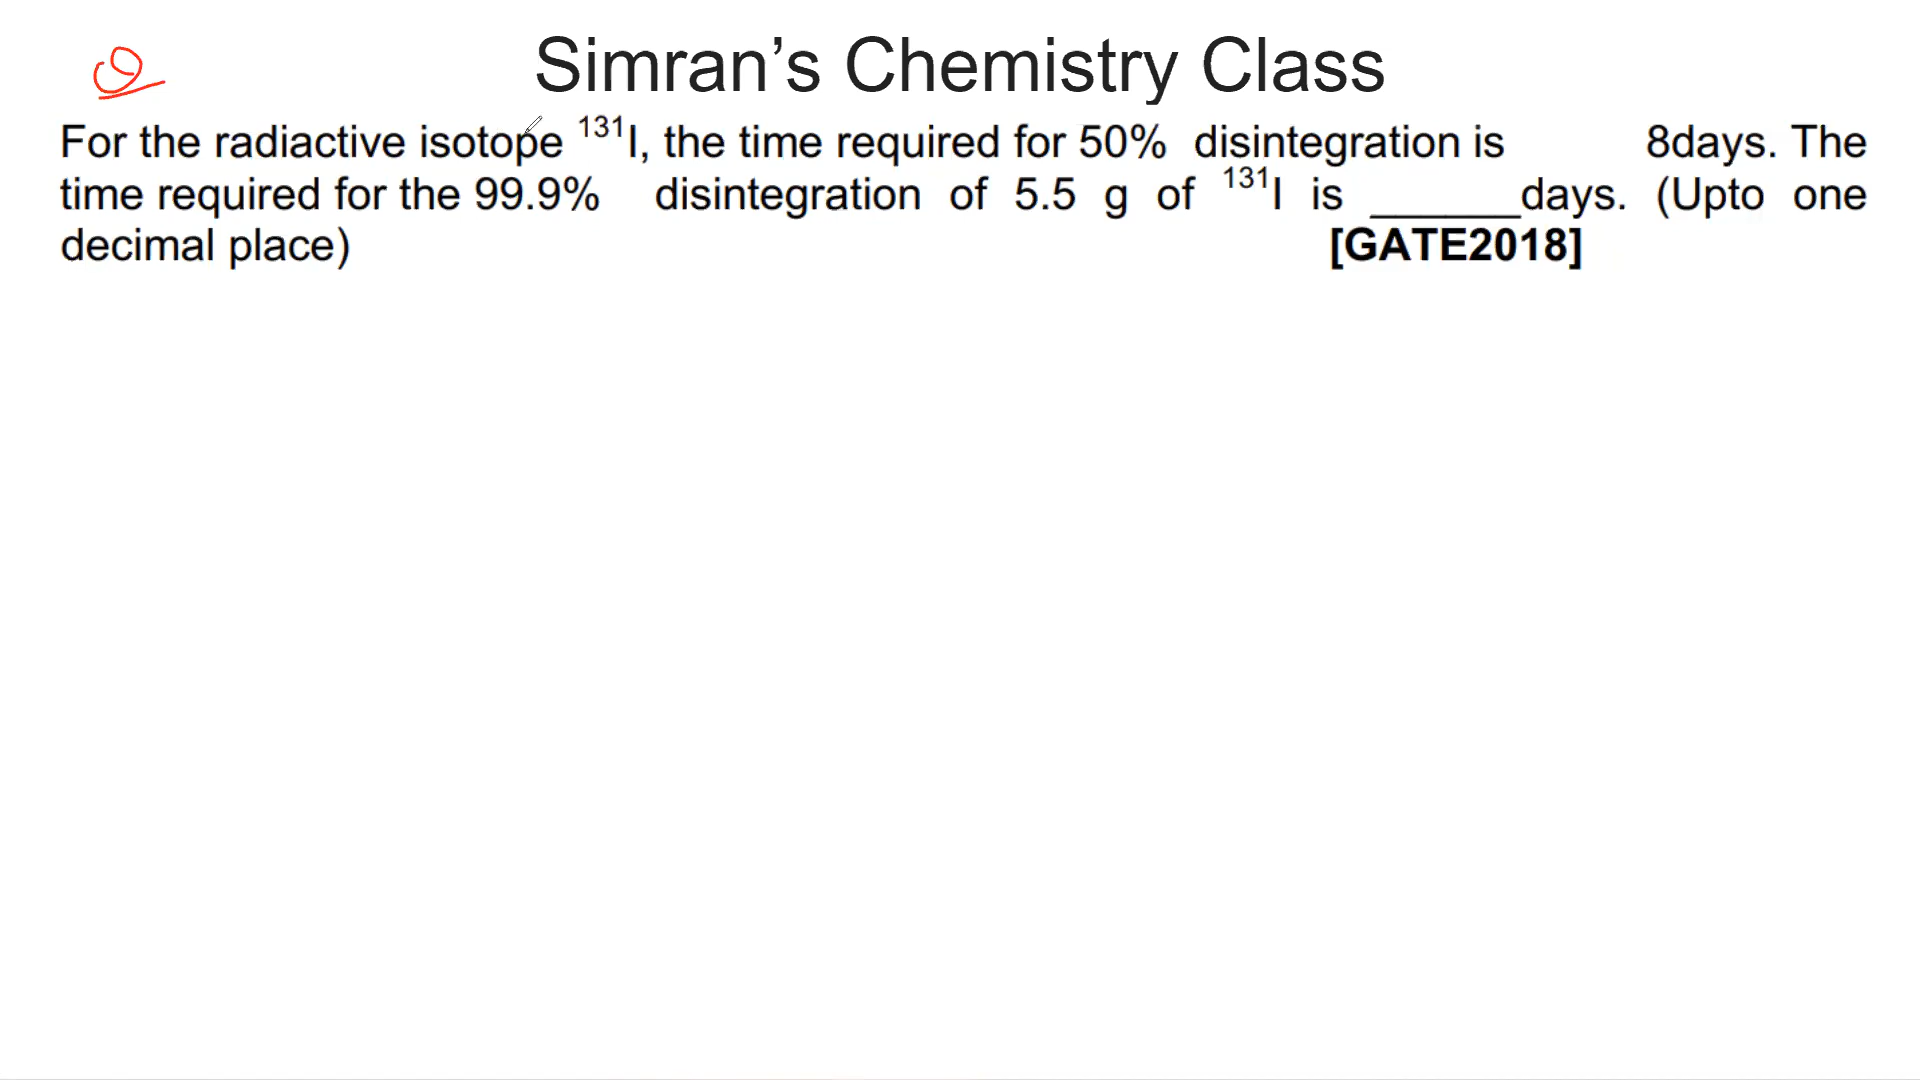 Simran’s Chemistry Class
For the radiactive isotope ¹³¹I, the time required for 50% disintegration is 8days. The
time required for the 99.9% disintegration of 5.5 g of ¹³¹I is ______days. (Upto one
decimal place) [GATE2018]